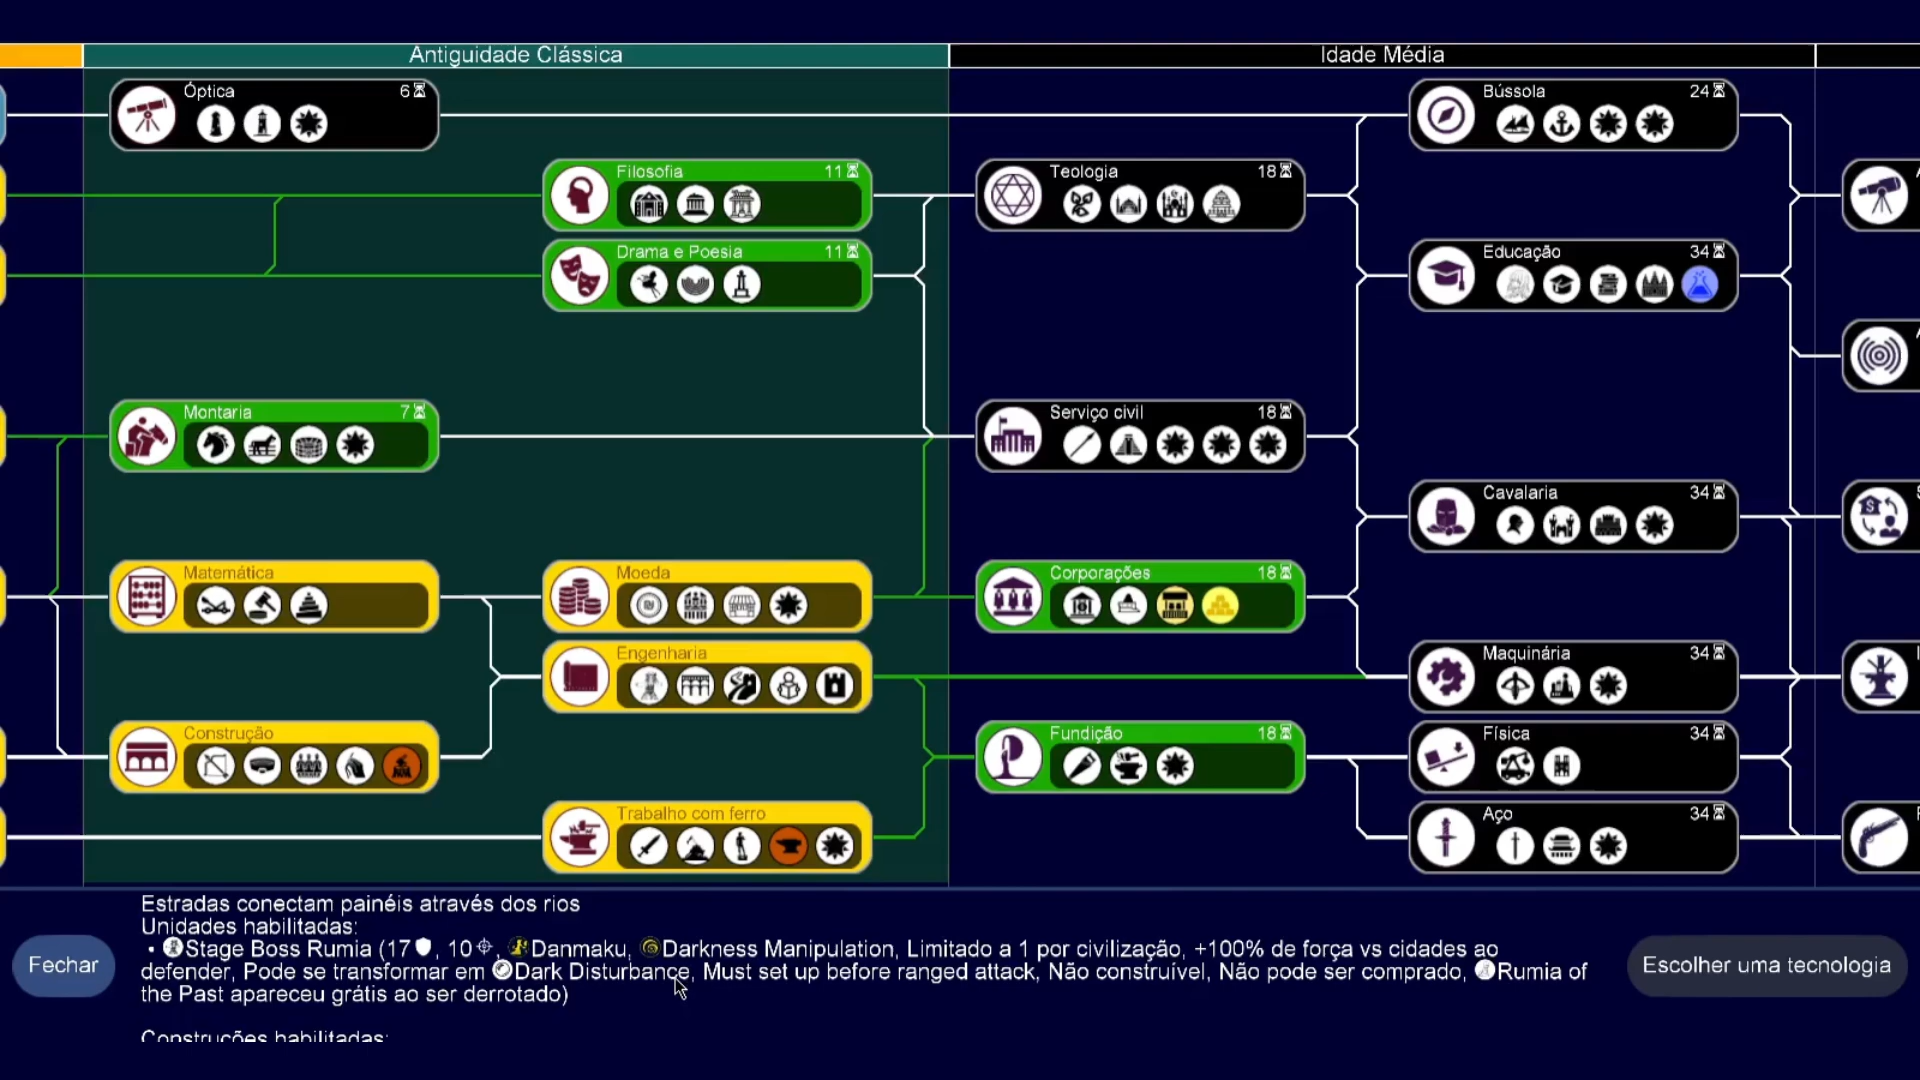 Antiguidade Clássica
Idade Média
Óptica 6
Bússola 24
Filosofia 11
Teologia 18
Drama e Poesia 11
Educação 34
Montaria 7
Serviço civil 18
Cavalaria 34
Matemática
Moeda
Corporações 18
Engenharia
Maquinária 34
Construção
Fundição 18
Física 34
Trabalho com ferro
Aço 34
Estradas conectam painéis através dos rios
Unidades habilitadas:
• Stage Boss Rumia (17, 10, Danmaku, Darkness Manipulation, Limitado a 1 por civilização, +100% de força vs cidades ao
defender, Pode se transformar em Dark Disturbance, Must set up before ranged attack, Não construível, Não pode ser comprado, Rumia of
the Past apareceu grátis ao ser derrotado)
Construções habilitadas:
Fechar
Escolher uma tecnologia